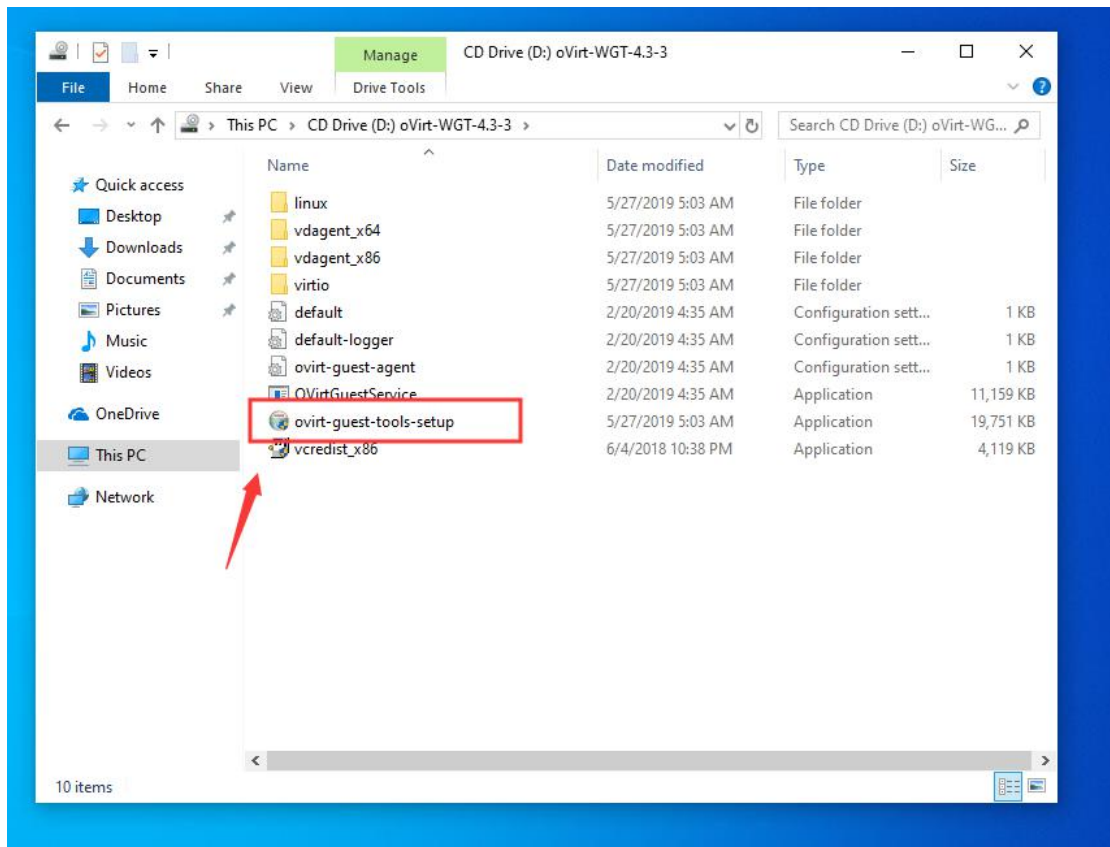 Manage CD Drive (D:) oVirt-WGT-4.3-3
File Home Share View Drive Tools
This PC > CD Drive (D:) oVirt-WGT-4.3-3 > Search CD Drive (D:) oVirt-WG...
Name Date modified Type Size
Quick access
Desktop
Downloads
Documents
Pictures
Music
Videos
OneDrive
This PC
Network
linux 5/27/2019 5:03 AM File folder
vdagent_x64 5/27/2019 5:03 AM File folder
vdagent_x86 5/27/2019 5:03 AM File folder
virtio 5/27/2019 5:03 AM File folder
default 2/20/2019 4:35 AM Configuration sett... 1 KB
default-logger 2/20/2019 4:35 AM Configuration sett... 1 KB
ovirt-guest-agent 2/20/2019 4:35 AM Configuration sett... 1 KB
OVirtGuestService 2/20/2019 4:35 AM Application 11,159 KB
ovirt-guest-tools-setup 5/27/2019 5:03 AM Application 19,751 KB
vcredist_x86 6/4/2018 10:38 PM Application 4,119 KB
10 items